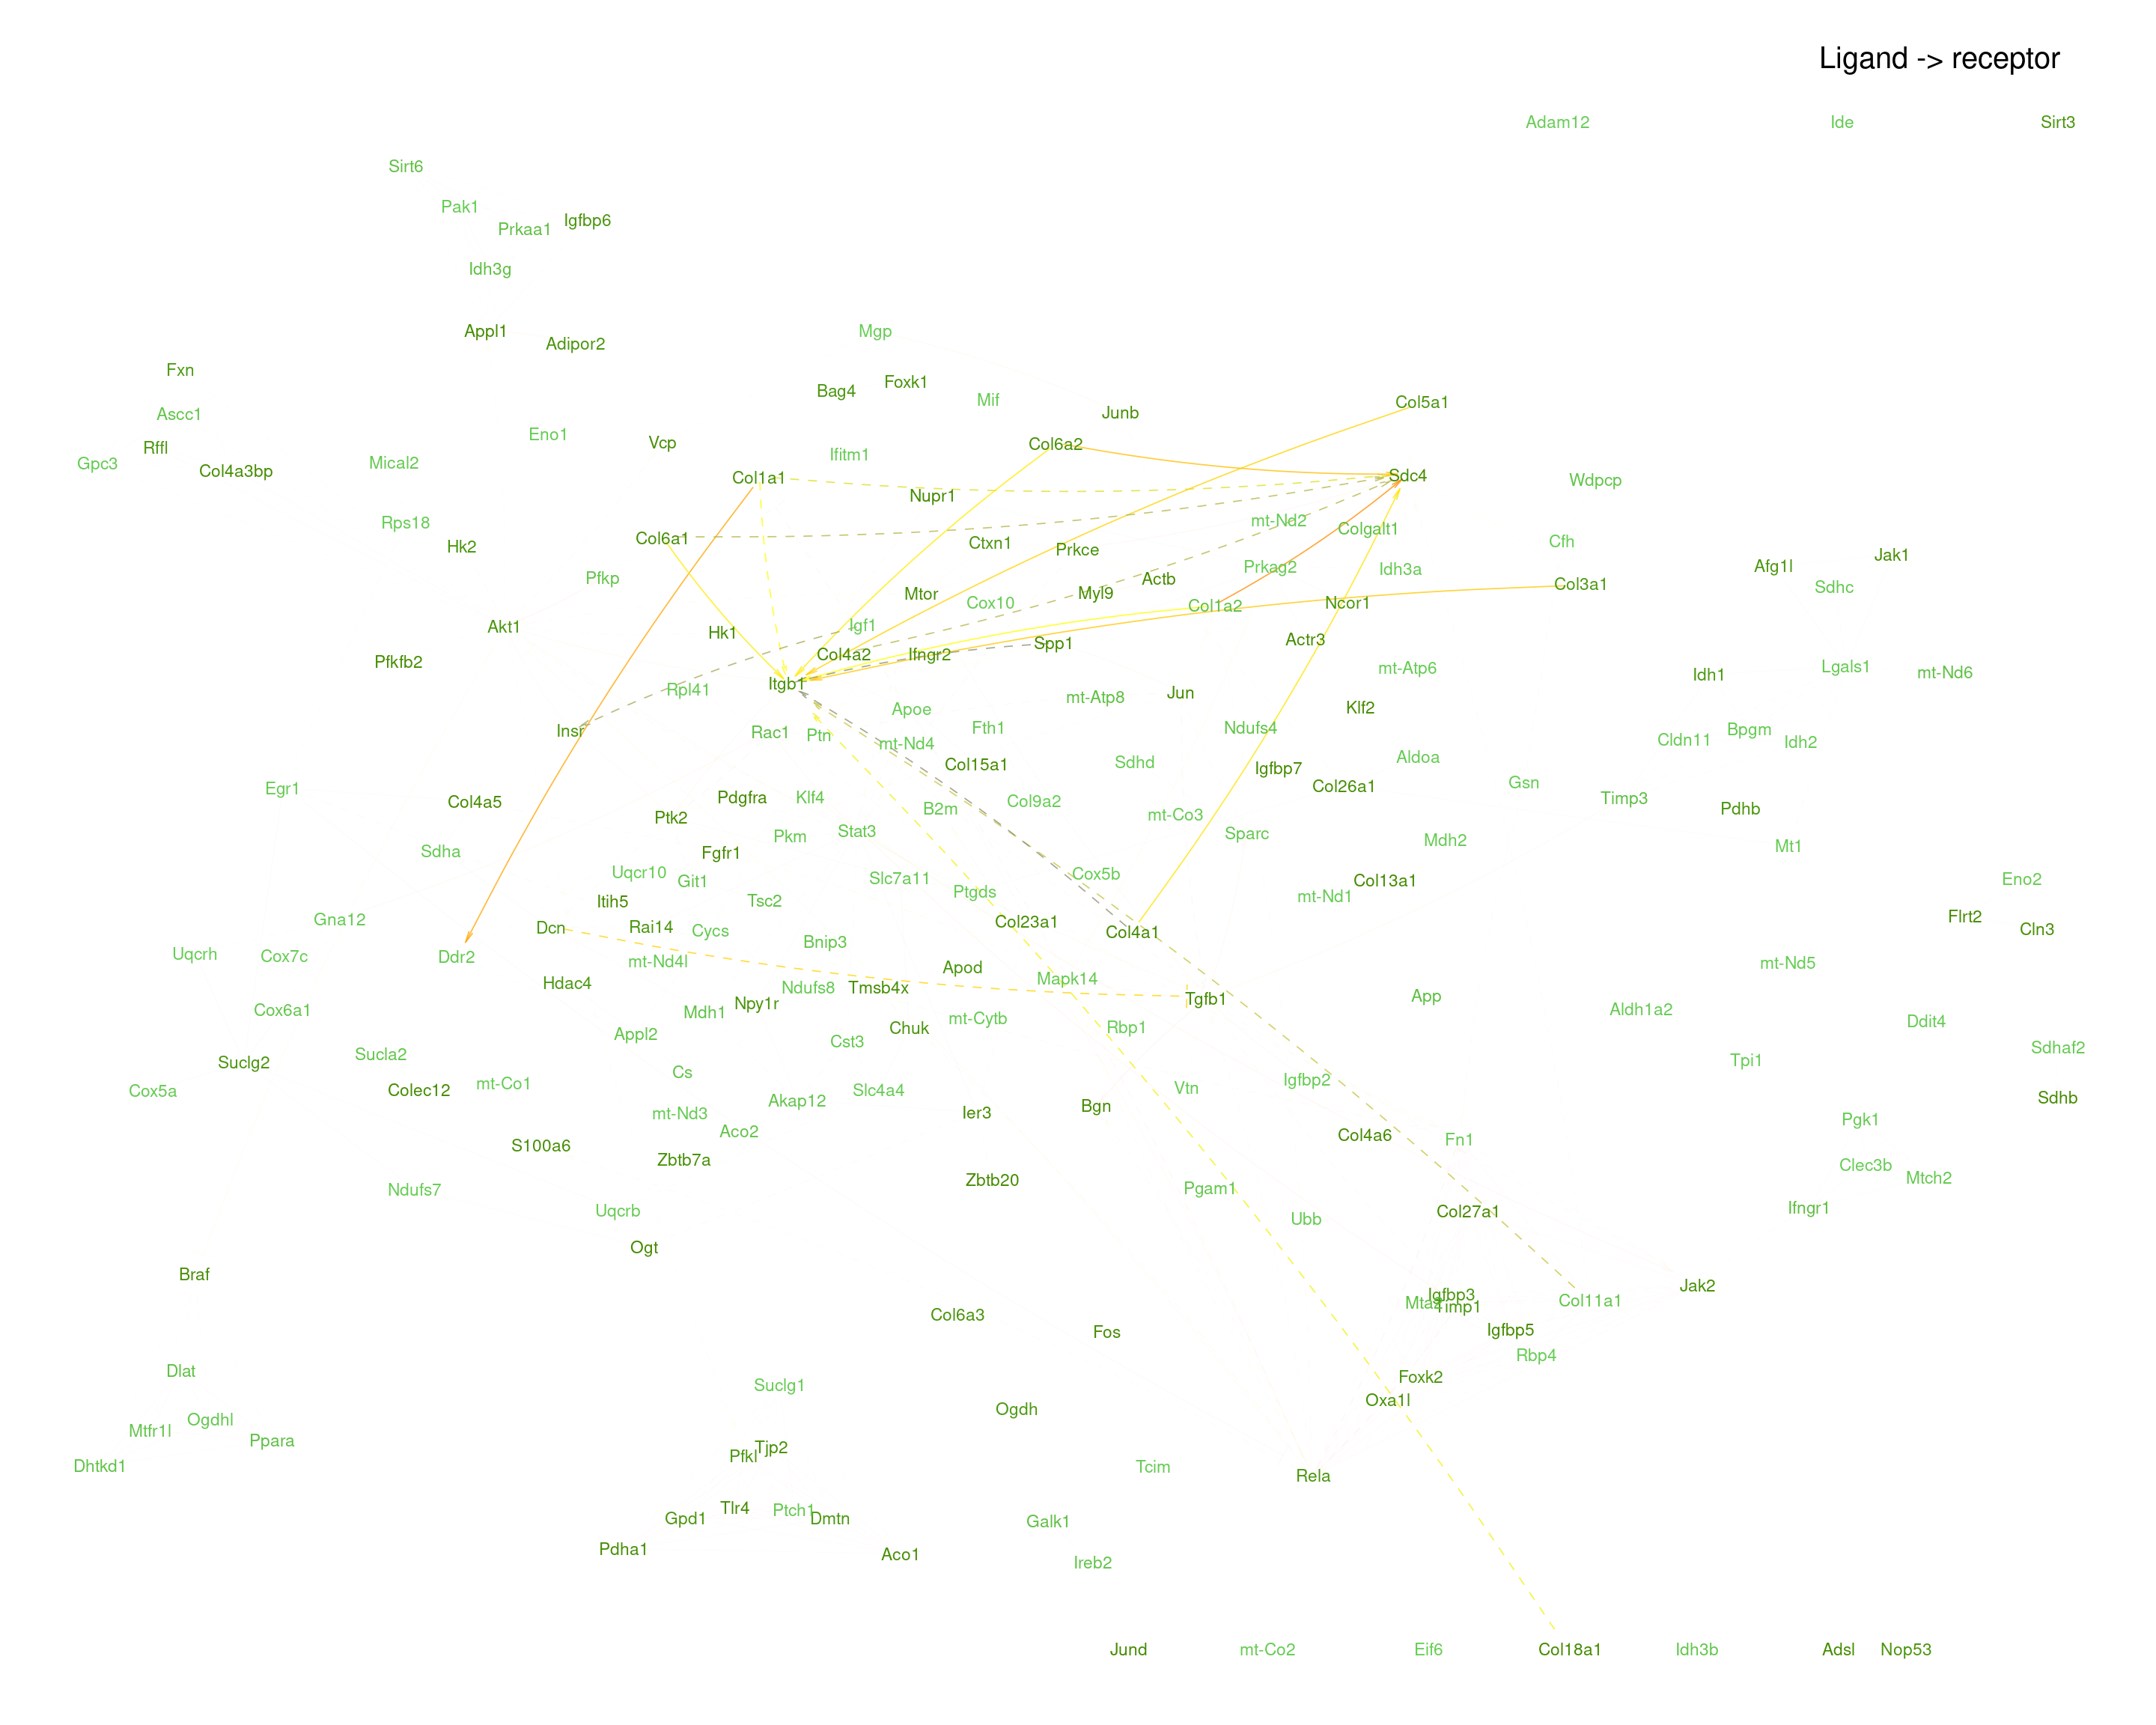 Ligand -> receptor
Adam12
Ide
Sirt3
Sirt6
Pak1
Prkaa1
Igfbp6
Idh3g
Appl1
Adipor2
Mgp
Fxn
Bag4
Foxk1
Mif
Junb
Col5a1
Ascc1
Rffl
Gpc3
Col4a3bp
Mical2
Eno1
Vcp
Ifitm1
Col6a2
Col1a1
Nupr1
Sdc4
Wdpcp
Rps18
Hk2
Col6a1
Ctxn1
Prkce
mt-Nd2
Colgalt1
Cfh
Jak1
Pfkp
Mtor
Cox10
Myl9
Actb
Prkag2
Idh3a
Col3a1
Afg1l
Sdhc
Akt1
Hk1
Igf1
Col1a2
Ncor1
Pfkfb2
Col4a2
Ifngr2
Spp1
Actr3
mt-Atp6
Idh1
Lgals1
mt-Nd6
Rpl41
Itgb1
Apoe
mt-Atp8
Jun
Klf2
Insr
Rac1
Ptn
mt-Nd4
Fth1
Ndufs4
Cldn11
Bpgm
Idh2
Col15a1
Sdhd
Igfbp7
Aldoa
Egr1
Col4a5
Pdgfra
Klf4
B2m
Col9a2
mt-Co3
Col26a1
Gsn
Timp3
Pdhb
Ptk2
Pkm
Stat3
Sparc
Mdh2
Mt1
Sdha
Fgfr1
Uqcr10
Git1
Slc7a11
Ptgds
Cox5b
mt-Nd1
Col13a1
Eno2
Gna12
Itih5
Tsc2
Col23a1
Col4a1
Flrt2
Cln3
Dcn
Rai14
Cycs
Bnip3
Uqcrh
Cox7c
Ddr2
mt-Nd4l
Apod
Mapk14
mt-Nd5
Hdac4
Ndufs8
Tmsb4x
Tgfb1
App
Cox6a1
Mdh1
Npy1r
Chuk
mt-Cytb
Rbp1
Aldh1a2
Ddit4
Suclg2
Sucla2
Appl2
Cst3
Tpi1
Sdhaf2
Cox5a
Colec12
mt-Co1
Cs
Akap12
Slc4a4
Vtn
Igfbp2
Sdhb
mt-Nd3
Aco2
Ier3
Bgn
Col4a6
Fn1
Pgk1
S100a6
Zbtb7a
Zbtb20
Pgam1
Clec3b
Mtch2
Ndufs7
Uqcrb
Ubb
Col27a1
Ifngr1
Ogt
Braf
Col6a3
Fos
Mta2
Igfbp3
Timp1
Col11a1
Jak2
Igfbp5
Rbp4
Dlat
Suclg1
Foxk2
Oxa1l
Ogdhl
Mtfr1l
Ppara
Ogdh
Dhtkd1
Pfkl
Tjp2
Tcim
Rela
Gpd1
Tlr4
Ptch1
Dmtn
Galk1
Pdha1
Aco1
Ireb2
Jund
mt-Co2
Eif6
Col18a1
Idh3b
Adsl
Nop53